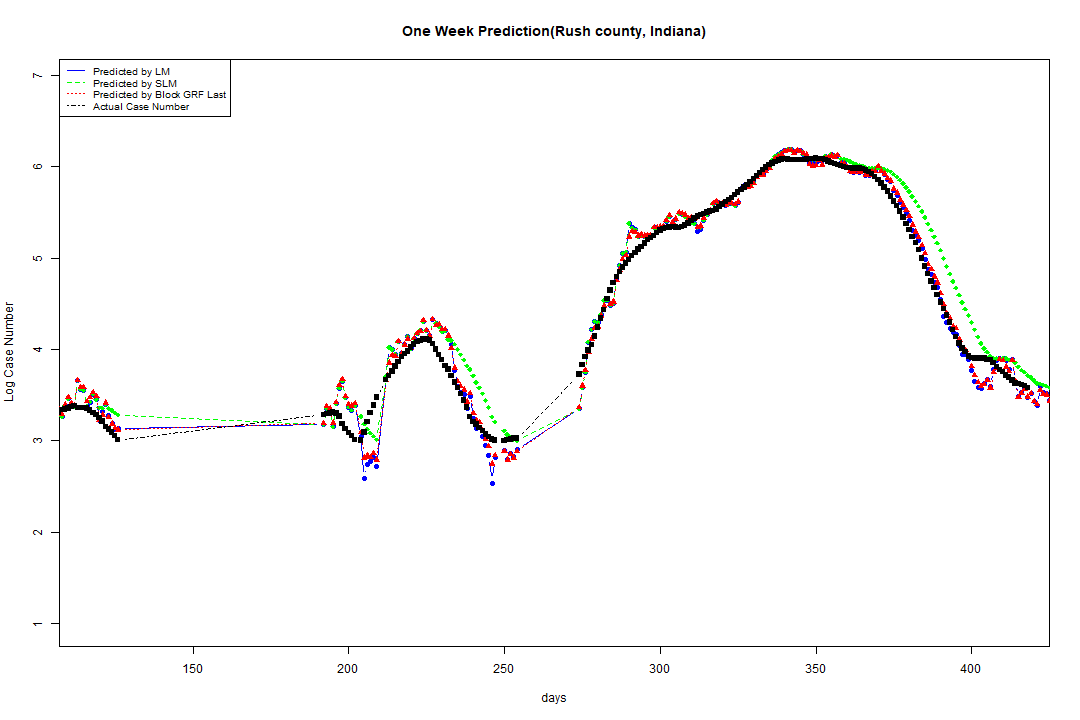 One Week Prediction(Rush county, Indiana)
Predicted by LM
Predicted by SLM
Predicted by Block GRF Last
Actual Case Number
7
6
5
4
3
2
1
Log Case Number
150 200 250 300 350 400
days